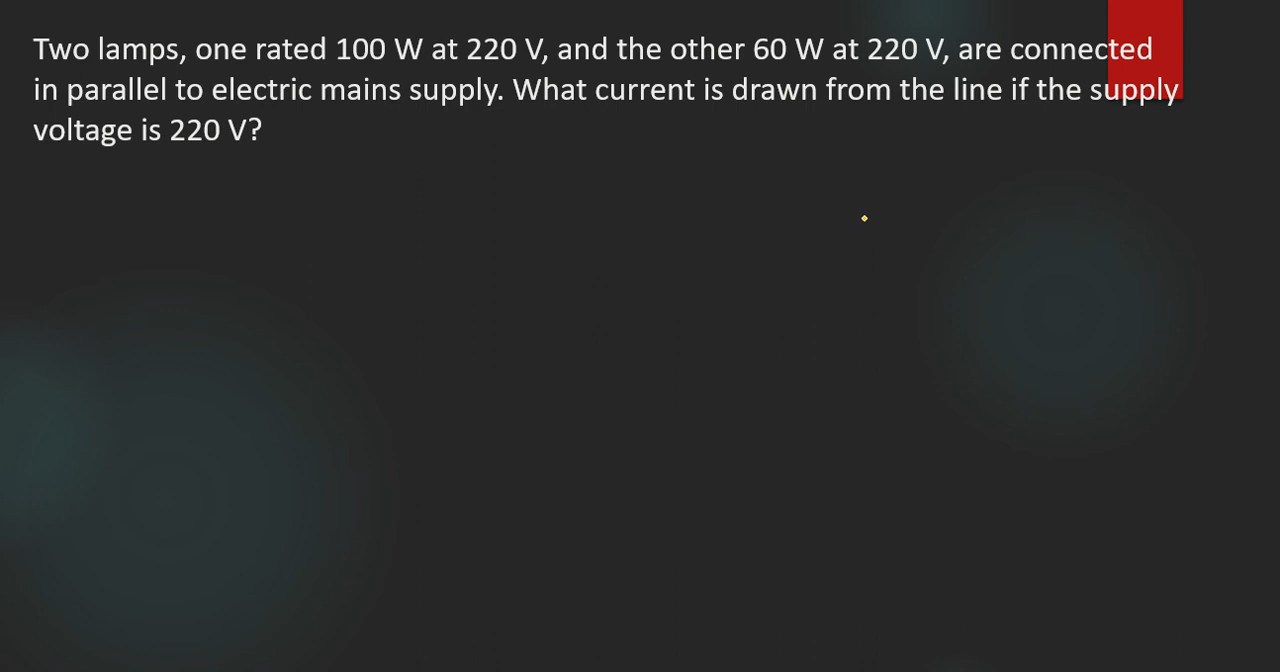 Two lamps, one rated 100 W at 220 V, and the other 60 W at 220 V, are connected
in parallel to electric mains supply. What current is drawn from the line if the supply
voltage is 220 V?